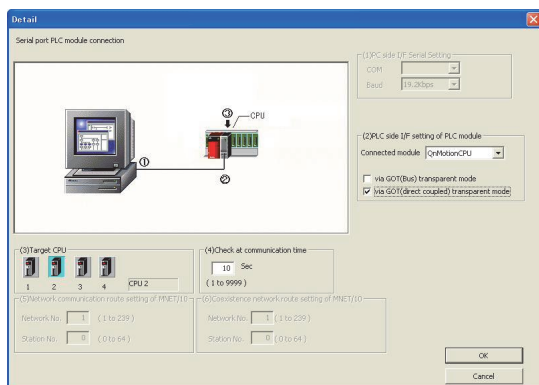 Detail
Serial port PLC module connection
③
CPU
①
②
(1)PC side I/F Serial Setting
COM
Baud 19.2Kbps
(2)PLC side I/F setting of PLC module
Connected module QnMotionCPU
via GOT(Bus) transparent mode
via GOT(direct coupled) transparent mode
(3)Target CPU
1 2 3 4 CPU 2
(4)Check at communication time
10 Sec
( 1 to 9999 )
(5)Network communication route setting of MNET/10
Network No. 1 ( 1 to 239 )
Station No. 0 ( 0 to 64 )
(6)Coexistence network route setting of MNET/10
Network No. 1 ( 1 to 239 )
Station No. 0 ( 0 to 64 )
OK
Cancel